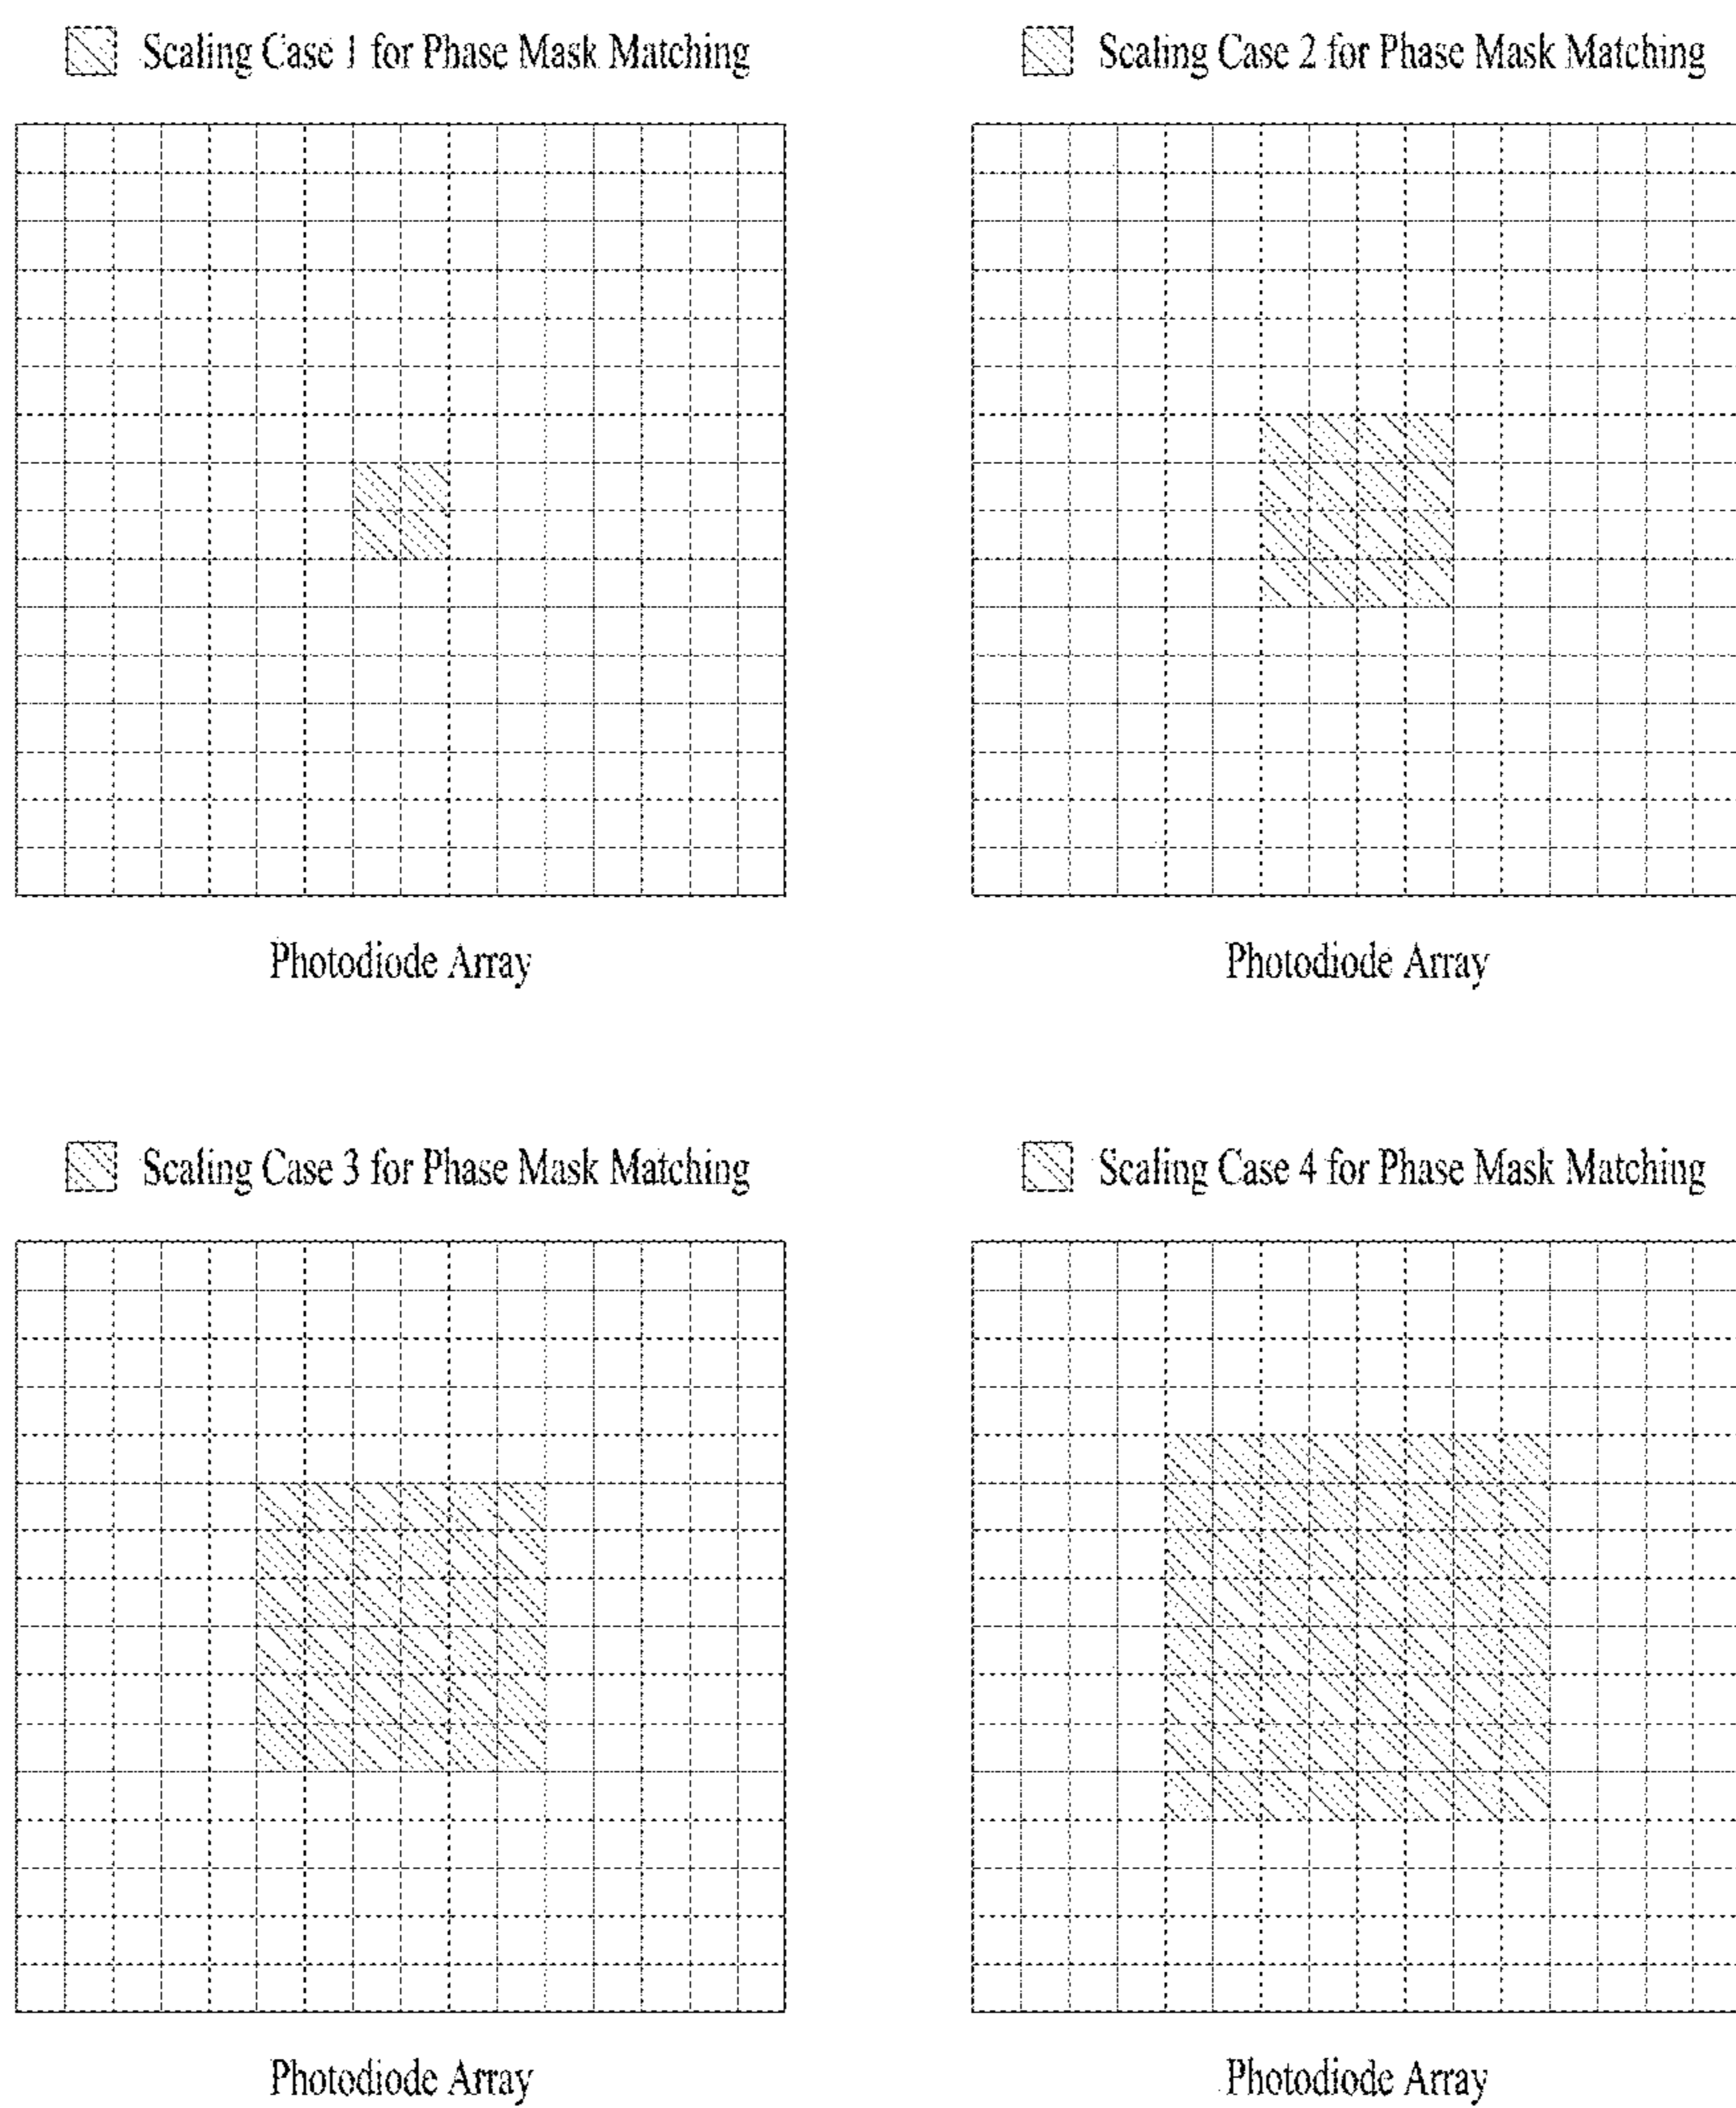 Scaling Case 1 for Phase Mask Matching
Scaling Case 2 for Phase Mask Matching
Photodiode Array
Photodiode Array
Scaling Case 3 for Phase Mask Matching
Scaling Case 4 for Phase Mask Matching
Photodiode Array
Photodiode Array